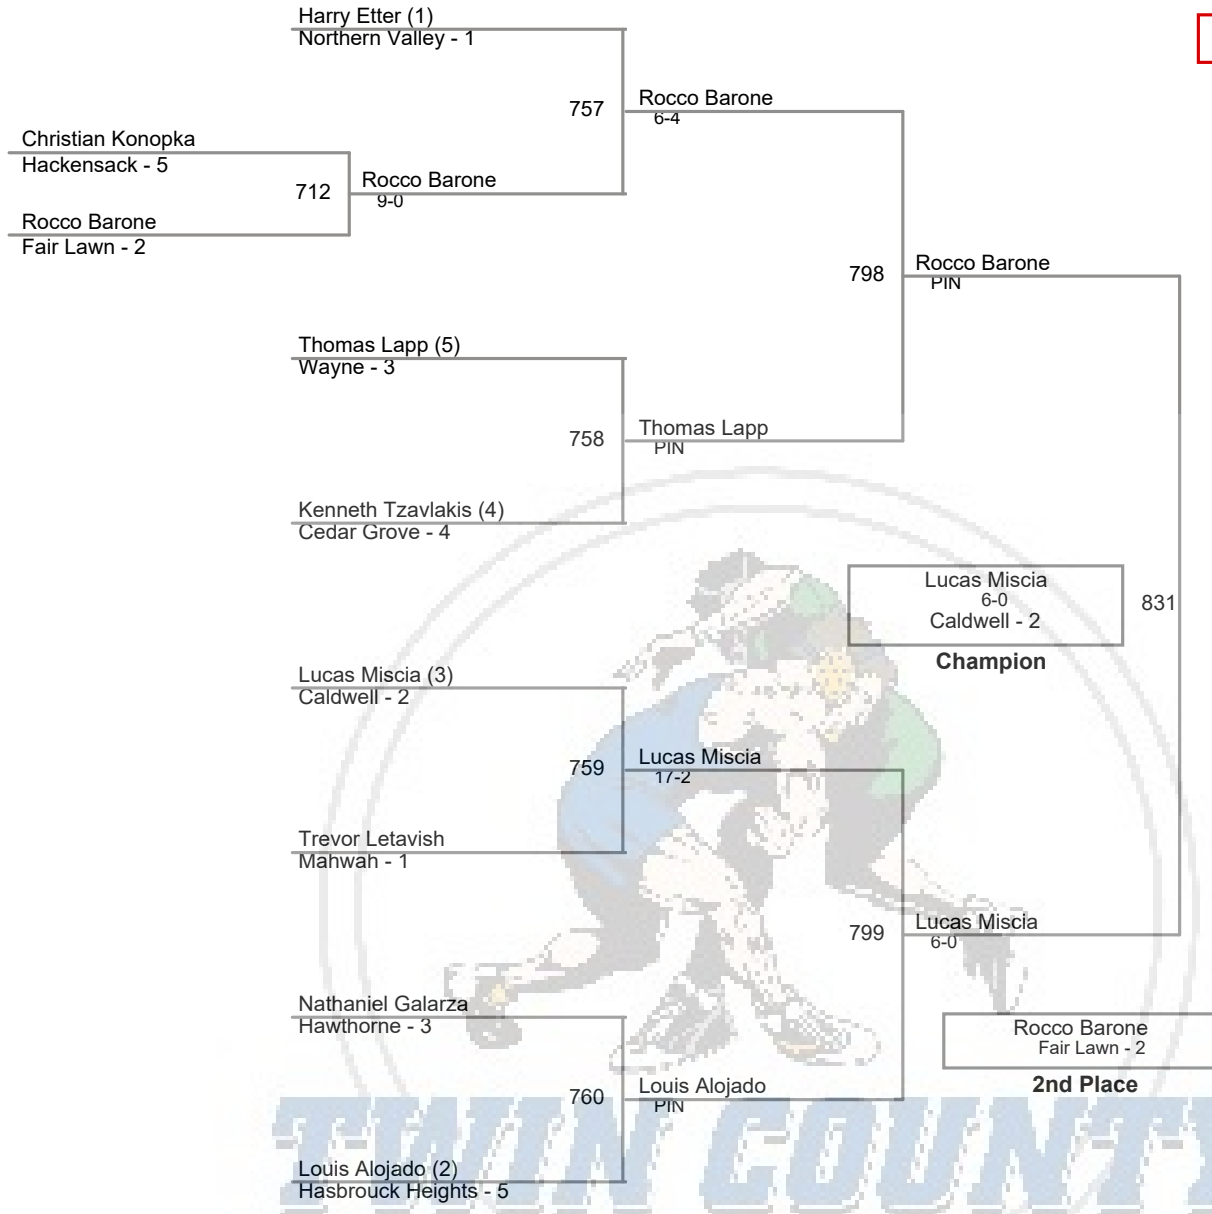 Harry Etter (1)
Northern Valley - 1
757
Rocco Barone
6-4
Christian Konopka
Hackensack - 5
712
Rocco Barone
9-0
Rocco Barone
Fair Lawn - 2
798
Rocco Barone
PIN
Thomas Lapp (5)
Wayne - 3
758
Thomas Lapp
PIN
Kenneth Tzavlakis (4)
Cedar Grove - 4
Lucas Miscia
6-0
Caldwell - 2
831
Champion
Lucas Miscia (3)
Caldwell - 2
759
Lucas Miscia
17-2
Trevor Letavish
Mahwah - 1
799
Lucas Miscia
6-0
Nathaniel Galarza
Hawthorne - 3
Rocco Barone
Fair Lawn - 2
2nd Place
760
Louis Alojado
PIN
Louis Alojado (2)
Hasbrouck Heights - 5
TWIN COUNTY